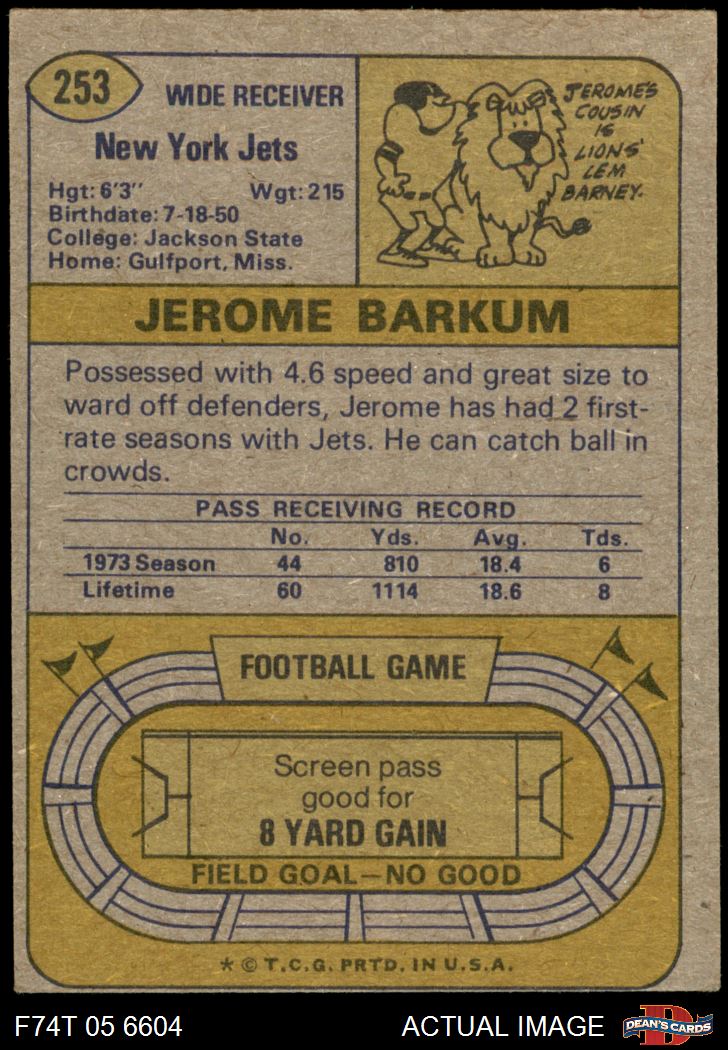 253
WIDE RECEIVER
New York Jets
Hgt: 6'3" Wgt: 215
Birthdate: 7-18-50
College: Jackson State
Home: Gulfport, Miss.
JEROME'S
COUSIN
IS
LIONS'
LEM
BARNEY.
JEROME BARKUM
Possessed with 4.6 speed and great size to
ward off defenders, Jerome has had 2 first-
rate seasons with Jets. He can catch ball in
crowds.
PASS RECEIVING RECORD
No. Yds. Avg. Tds.
1973 Season 44 810 18.4 6
Lifetime 60 1114 18.6 8
FOOTBALL GAME
Screen pass
good for
8 YARD GAIN
FIELD GOAL—NO GOOD
* © T.C.G. PRTD. IN U.S.A.
F74T 05 6604 ACTUAL IMAGE
D
DEAN'S CARDS